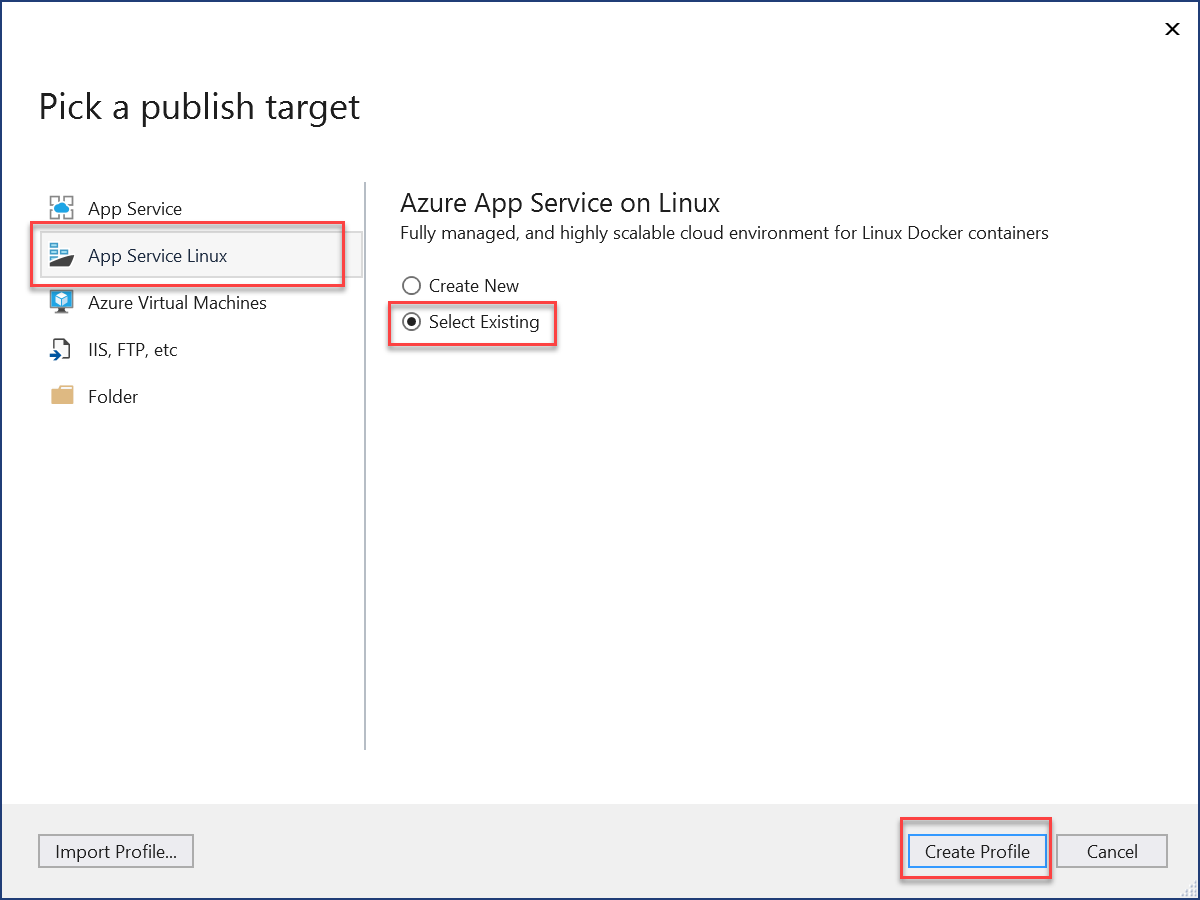 Pick a publish target
App Service
App Service Linux
Azure Virtual Machines
IIS, FTP, etc
Folder
Azure App Service on Linux
Fully managed, and highly scalable cloud environment for Linux Docker containers
Create New
Select Existing
Import Profile...
Create Profile
Cancel